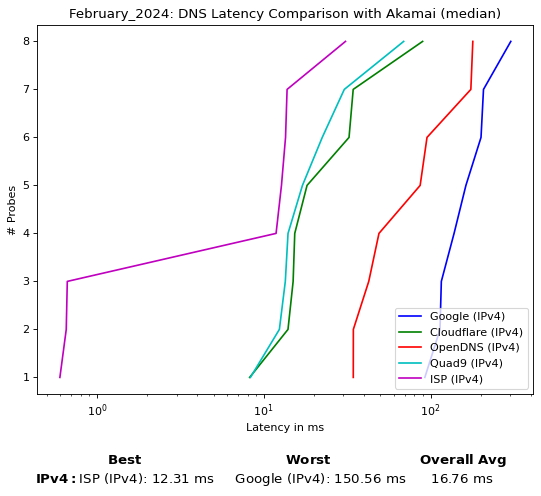 February_2024: DNS Latency Comparison with Akamai (median)
# Probes
8
7
6
5
4
3
2
1
Google (IPv4)
Cloudflare (IPv4)
OpenDNS (IPv4)
Quad9 (IPv4)
ISP (IPv4)
10⁰ 10¹ 10²
Latency in ms
Best Worst Overall Avg
IPv4: ISP (IPv4): 12.31 ms Google (IPv4): 150.56 ms 16.76 ms